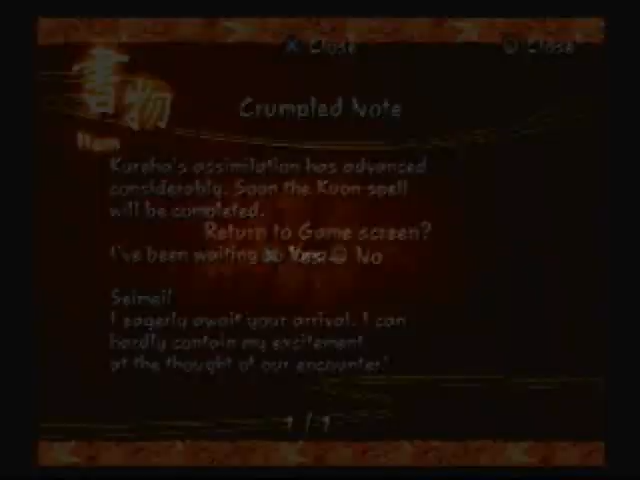 Close
Close
書物
Item
Crumpled Note
Kureha's assimilation has advanced
considerably. Soon the Kuon spell
will be completed.
Return to Game screen?
I've been waiting
Yes No
Seimei!
I eagerly await your arrival. I can
hardly contain my excitement
at the thought of our encounter!
1/1